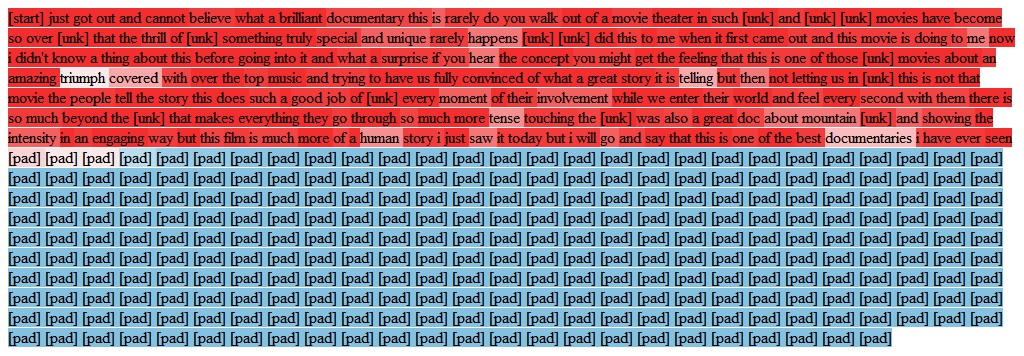 [start] just got out and cannot believe what a brilliant documentary this is rarely do you walk out of a movie theater in such [unk] and [unk] [unk] movies have become
so over [unk] that the thrill of [unk] something truly special and unique rarely happens [unk] [unk] did this to me when it first came out and this movie is doing to me now
i didn't know a thing about this before going into it and what a surprise if you hear the concept you might get the feeling that this is one of those [unk] movies about an
amazing triumph covered with over the top music and trying to have us fully convinced of what a great story it is telling but then not letting us in [unk] this is not that
movie the people tell the story this does such a good job of [unk] every moment of their involvement while we enter their world and feel every second with them there is
so much beyond the [unk] that makes everything they go through so much more tense touching the [unk] was also a great doc about mountain [unk] and showing the
intensity in an engaging way but this film is much more of a human story i just saw it today but i will go and say that this is one of the best documentaries i have ever seen
[pad] [pad] [pad] [pad] [pad] [pad] [pad] [pad] [pad] [pad] [pad] [pad] [pad] [pad] [pad] [pad] [pad] [pad] [pad] [pad] [pad] [pad] [pad] [pad] [pad] [pad] [pad]
[pad] [pad] [pad] [pad] [pad] [pad] [pad] [pad] [pad] [pad] [pad] [pad] [pad] [pad] [pad] [pad] [pad] [pad] [pad] [pad] [pad] [pad] [pad] [pad] [pad] [pad] [pad]
[pad] [pad] [pad] [pad] [pad] [pad] [pad] [pad] [pad] [pad] [pad] [pad] [pad] [pad] [pad] [pad] [pad] [pad] [pad] [pad] [pad] [pad] [pad] [pad] [pad] [pad] [pad]
[pad] [pad] [pad] [pad] [pad] [pad] [pad] [pad] [pad] [pad] [pad] [pad] [pad] [pad] [pad] [pad] [pad] [pad] [pad] [pad] [pad] [pad] [pad] [pad] [pad] [pad] [pad]
[pad] [pad] [pad] [pad] [pad] [pad] [pad] [pad] [pad] [pad] [pad] [pad] [pad] [pad] [pad] [pad] [pad] [pad] [pad] [pad] [pad] [pad] [pad] [pad] [pad] [pad] [pad]
[pad] [pad] [pad] [pad] [pad] [pad] [pad] [pad] [pad] [pad] [pad] [pad] [pad] [pad] [pad] [pad] [pad] [pad] [pad] [pad] [pad] [pad] [pad] [pad] [pad] [pad] [pad]
[pad] [pad] [pad] [pad] [pad] [pad] [pad] [pad] [pad] [pad] [pad] [pad] [pad] [pad] [pad] [pad] [pad] [pad] [pad] [pad] [pad] [pad] [pad] [pad] [pad] [pad] [pad]
[pad] [pad] [pad] [pad] [pad] [pad] [pad] [pad] [pad] [pad] [pad] [pad] [pad] [pad] [pad] [pad] [pad] [pad] [pad] [pad] [pad] [pad] [pad] [pad] [pad] [pad] [pad]
[pad] [pad] [pad] [pad] [pad] [pad] [pad] [pad] [pad] [pad] [pad] [pad] [pad] [pad] [pad] [pad] [pad] [pad] [pad] [pad] [pad] [pad] [pad] [pad] [pad] [pad] [pad]
[pad] [pad] [pad] [pad] [pad] [pad] [pad] [pad] [pad] [pad] [pad] [pad] [pad] [pad] [pad] [pad] [pad] [pad] [pad] [pad] [pad] [pad] [pad] [pad]